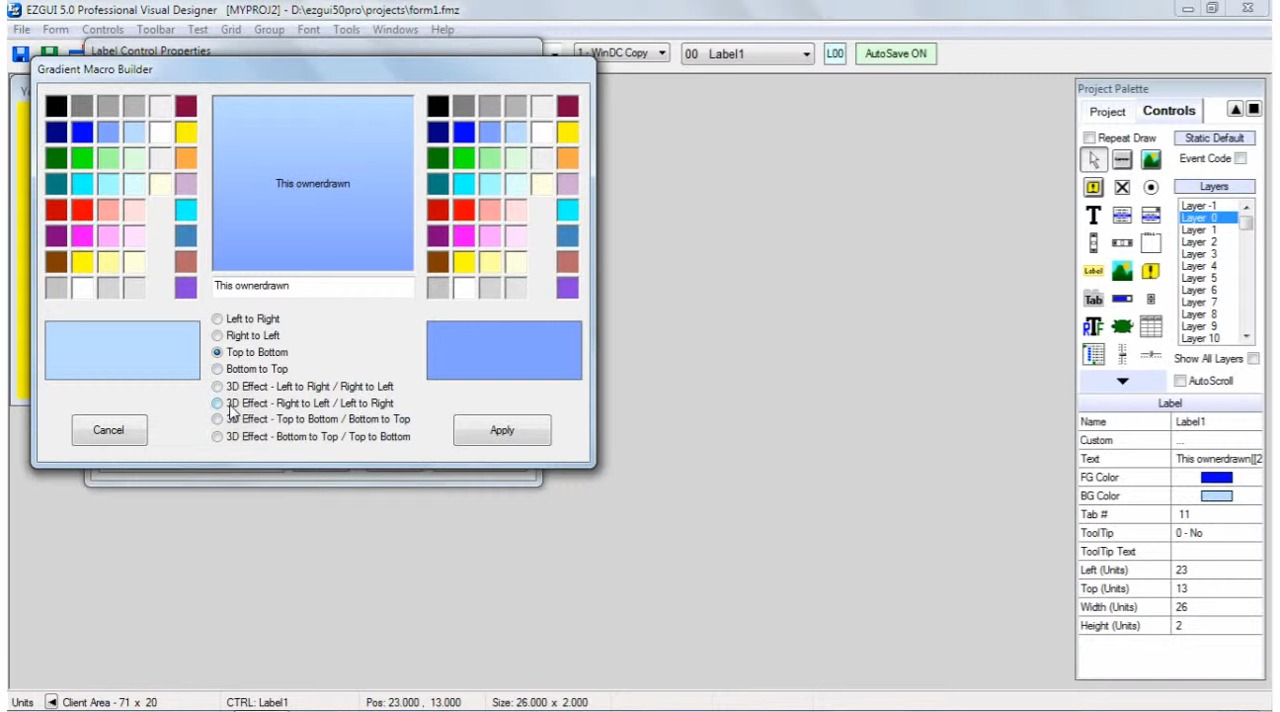 EZGUI 5.0 Professional Visual Designer [MYPROJ2] - D:\ezgui50pro\projects\form1.fmz
File Form Controls Toolbar Test Grid Group Font Tools Windows Help
Label Control Properties
1 - WinDC Copy
00 Label1
L00
AutoSave ON
Gradient Macro Builder
This ownerdrawn
This ownerdrawn
Left to Right
Right to Left
Top to Bottom
Bottom to Top
3D Effect - Left to Right / Right to Left
3D Effect - Right to Left / Left to Right
3D Effect - Top to Bottom / Bottom to Top
3D Effect - Bottom to Top / Top to Bottom
Cancel
Apply
Project Palette
Project Controls
Repeat Draw
Static Default
Event Code
Layers
Layer -1
Layer 0
Layer 1
Layer 2
Layer 3
Layer 4
Layer 5
Layer 6
Layer 7
Layer 8
Layer 9
Layer 10
T
Label
Tab
RTF
Show All Layers
AutoScroll
Label
Name Label1
Custom ...
Text This ownerdrawn[[2
FG Color
BG Color
Tab # 11
ToolTip 0 - No
ToolTip Text
Left (Units) 23
Top (Units) 13
Width (Units) 26
Height (Units) 2
Units Client Area - 71 x 20 CTRL: Label1 Pos: 23.000 , 13.000 Size: 26.000 x 2.000